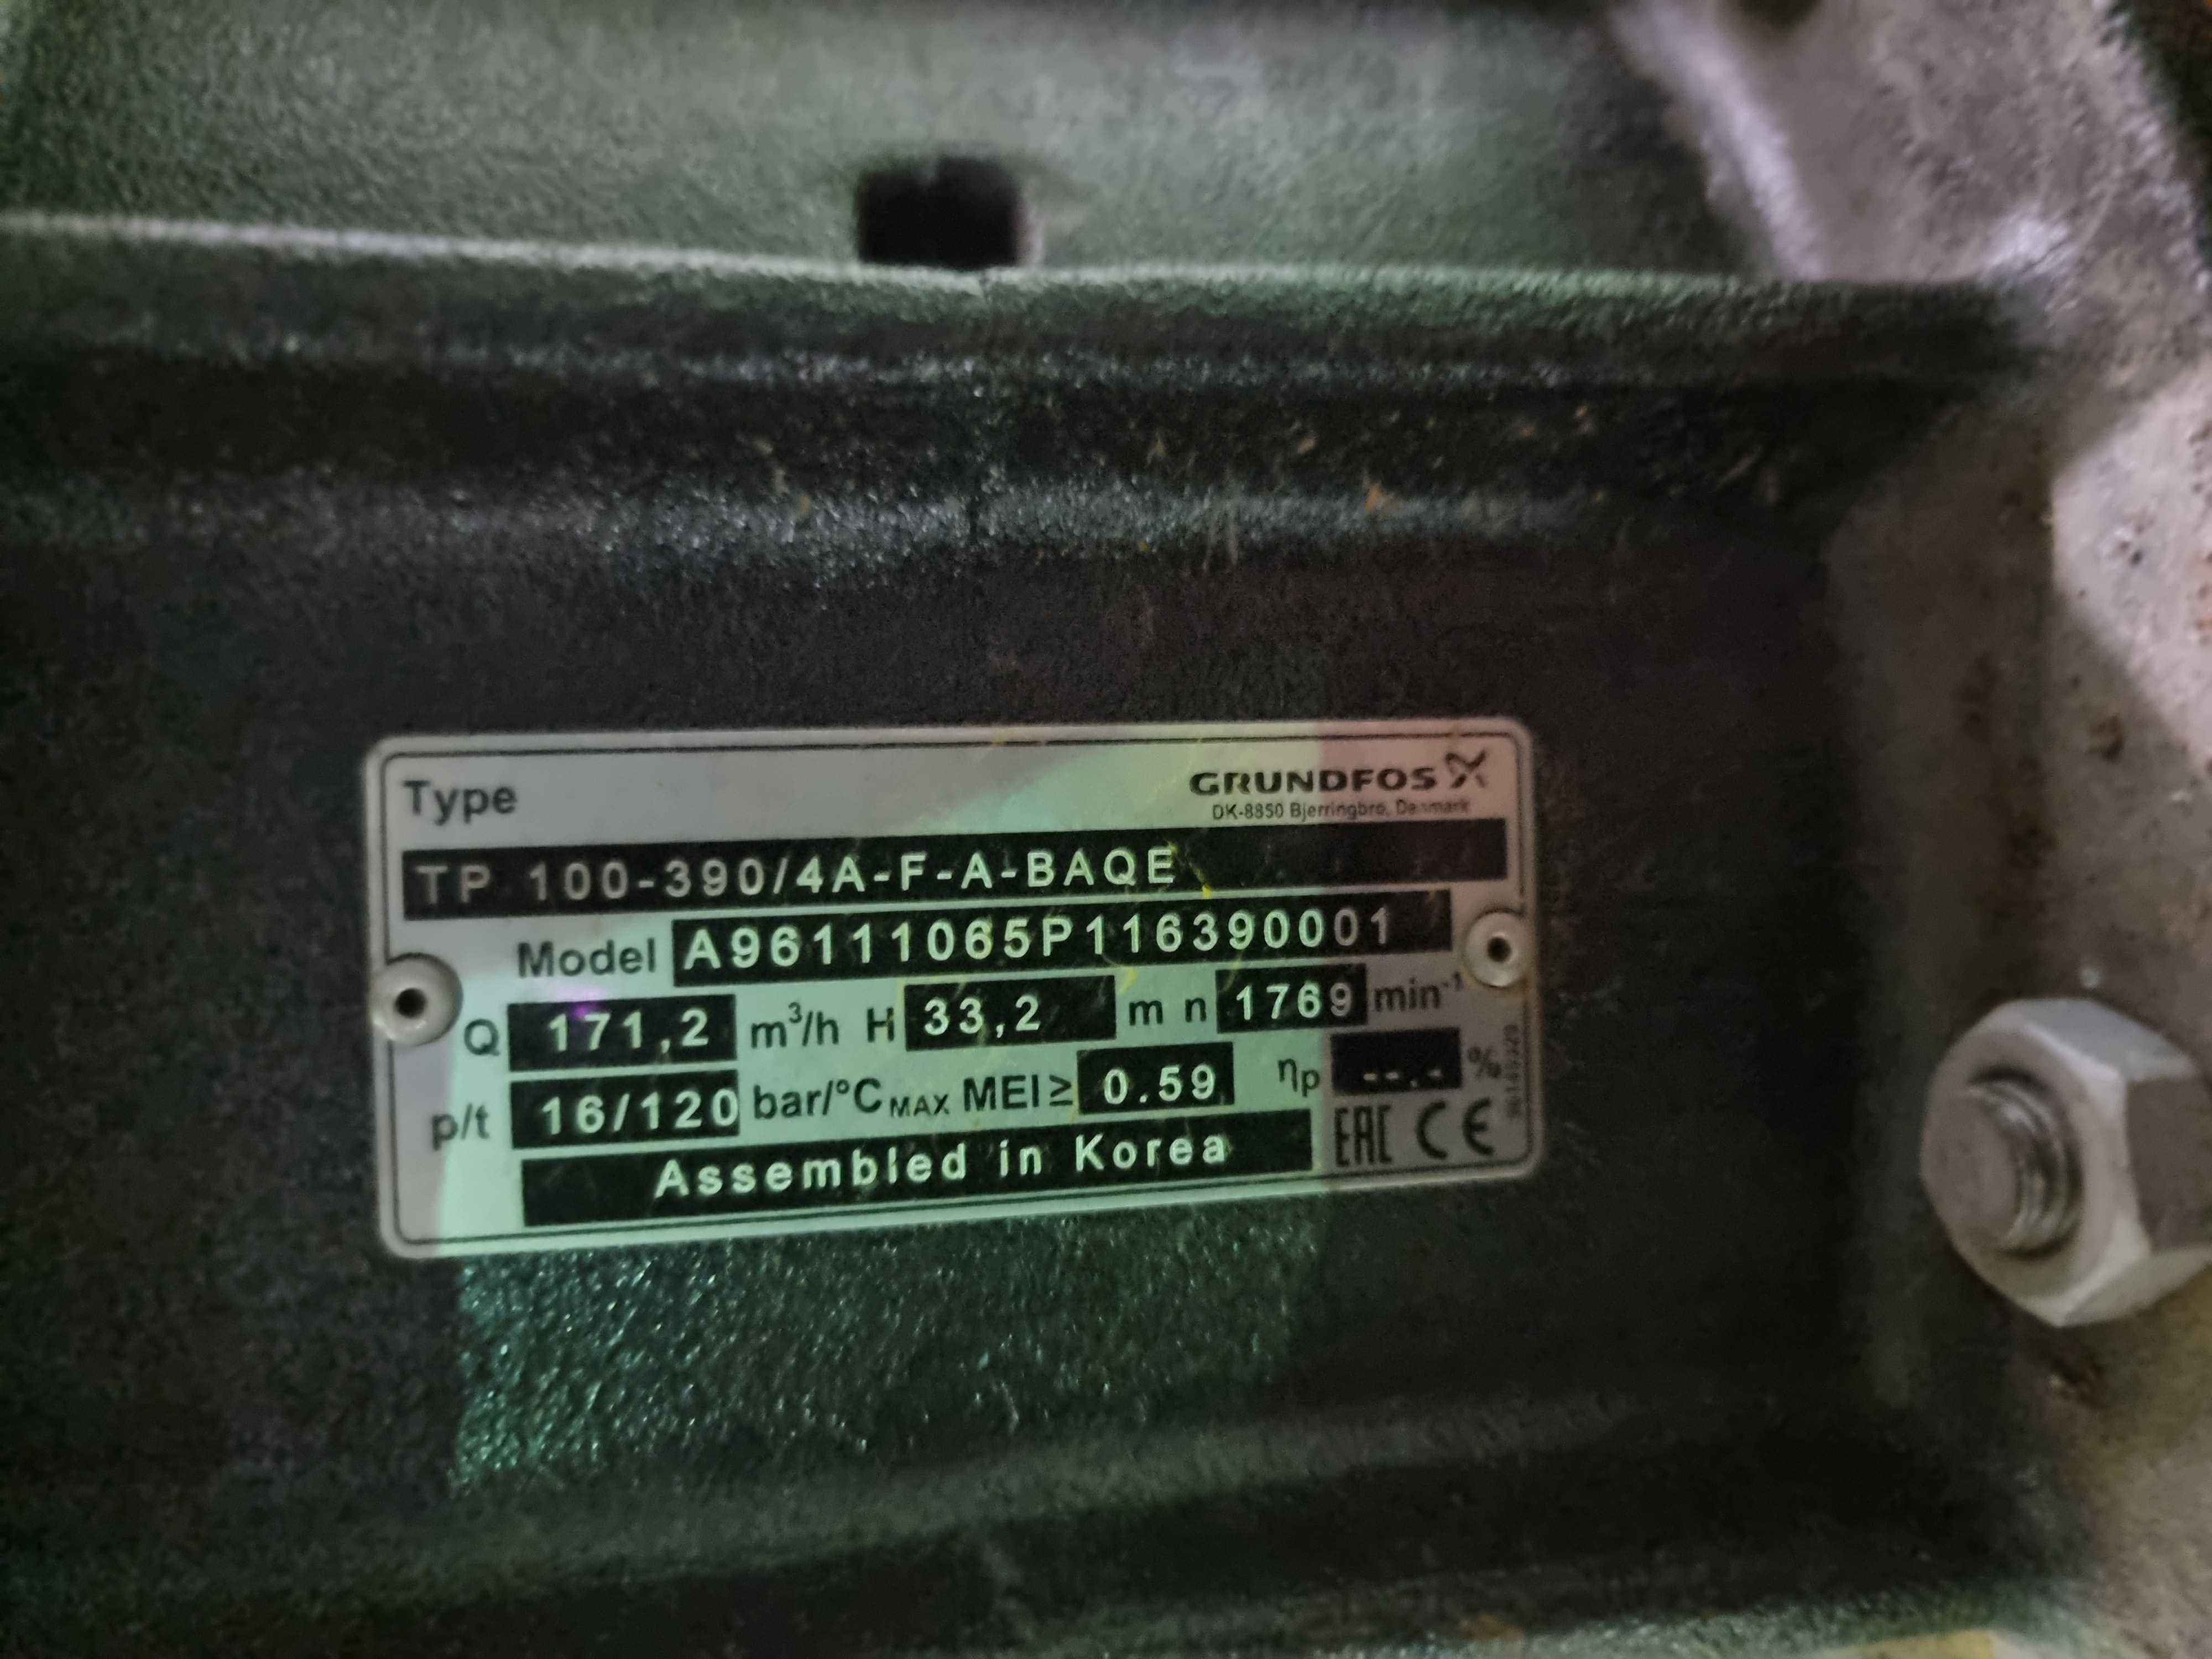 Type
GRUNDFOS
DK-8850 Bjerringbro, Denmark
TP 100-390/4A-F-A-BAQE
Model A96111065P116390001
Q 171,2 m³/h H 33,2 m n 1769 min⁻¹
p/t 16/120 bar/°C MAX MEI≥ 0.59 ηp --.- %
Assembled in Korea EAC CE